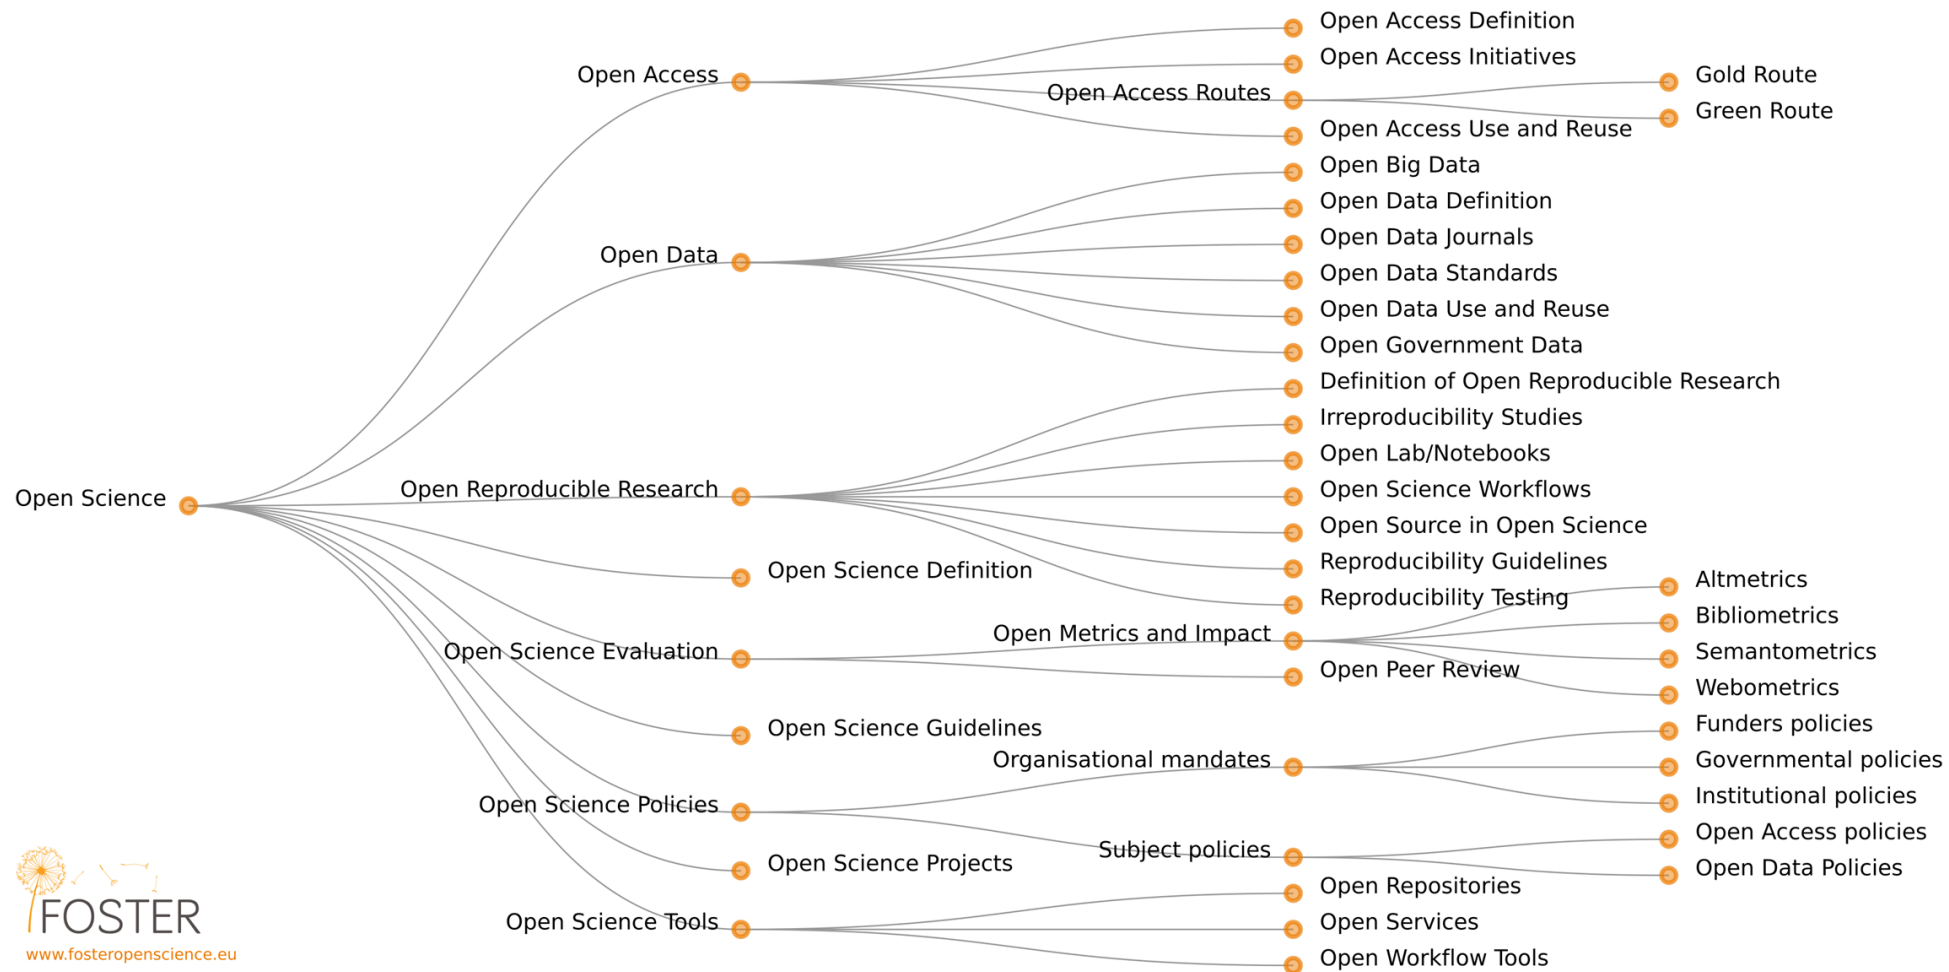 Open Science
Open Access
Open Access Definition
Open Access Initiatives
Open Access Routes
Gold Route
Green Route
Open Access Use and Reuse
Open Data
Open Big Data
Open Data Definition
Open Data Journals
Open Data Standards
Open Data Use and Reuse
Open Government Data
Open Reproducible Research
Definition of Open Reproducible Research
Irreproducibility Studies
Open Lab/Notebooks
Open Science Workflows
Open Source in Open Science
Reproducibility Guidelines
Reproducibility Testing
Open Science Definition
Open Science Evaluation
Open Metrics and Impact
Altmetrics
Bibliometrics
Semantometrics
Webometrics
Open Peer Review
Open Science Guidelines
Open Science Policies
Organisational mandates
Funders policies
Governmental policies
Institutional policies
Subject policies
Open Access policies
Open Data Policies
Open Science Projects
Open Science Tools
Open Repositories
Open Services
Open Workflow Tools
FOSTER
www.fosteropenscience.eu